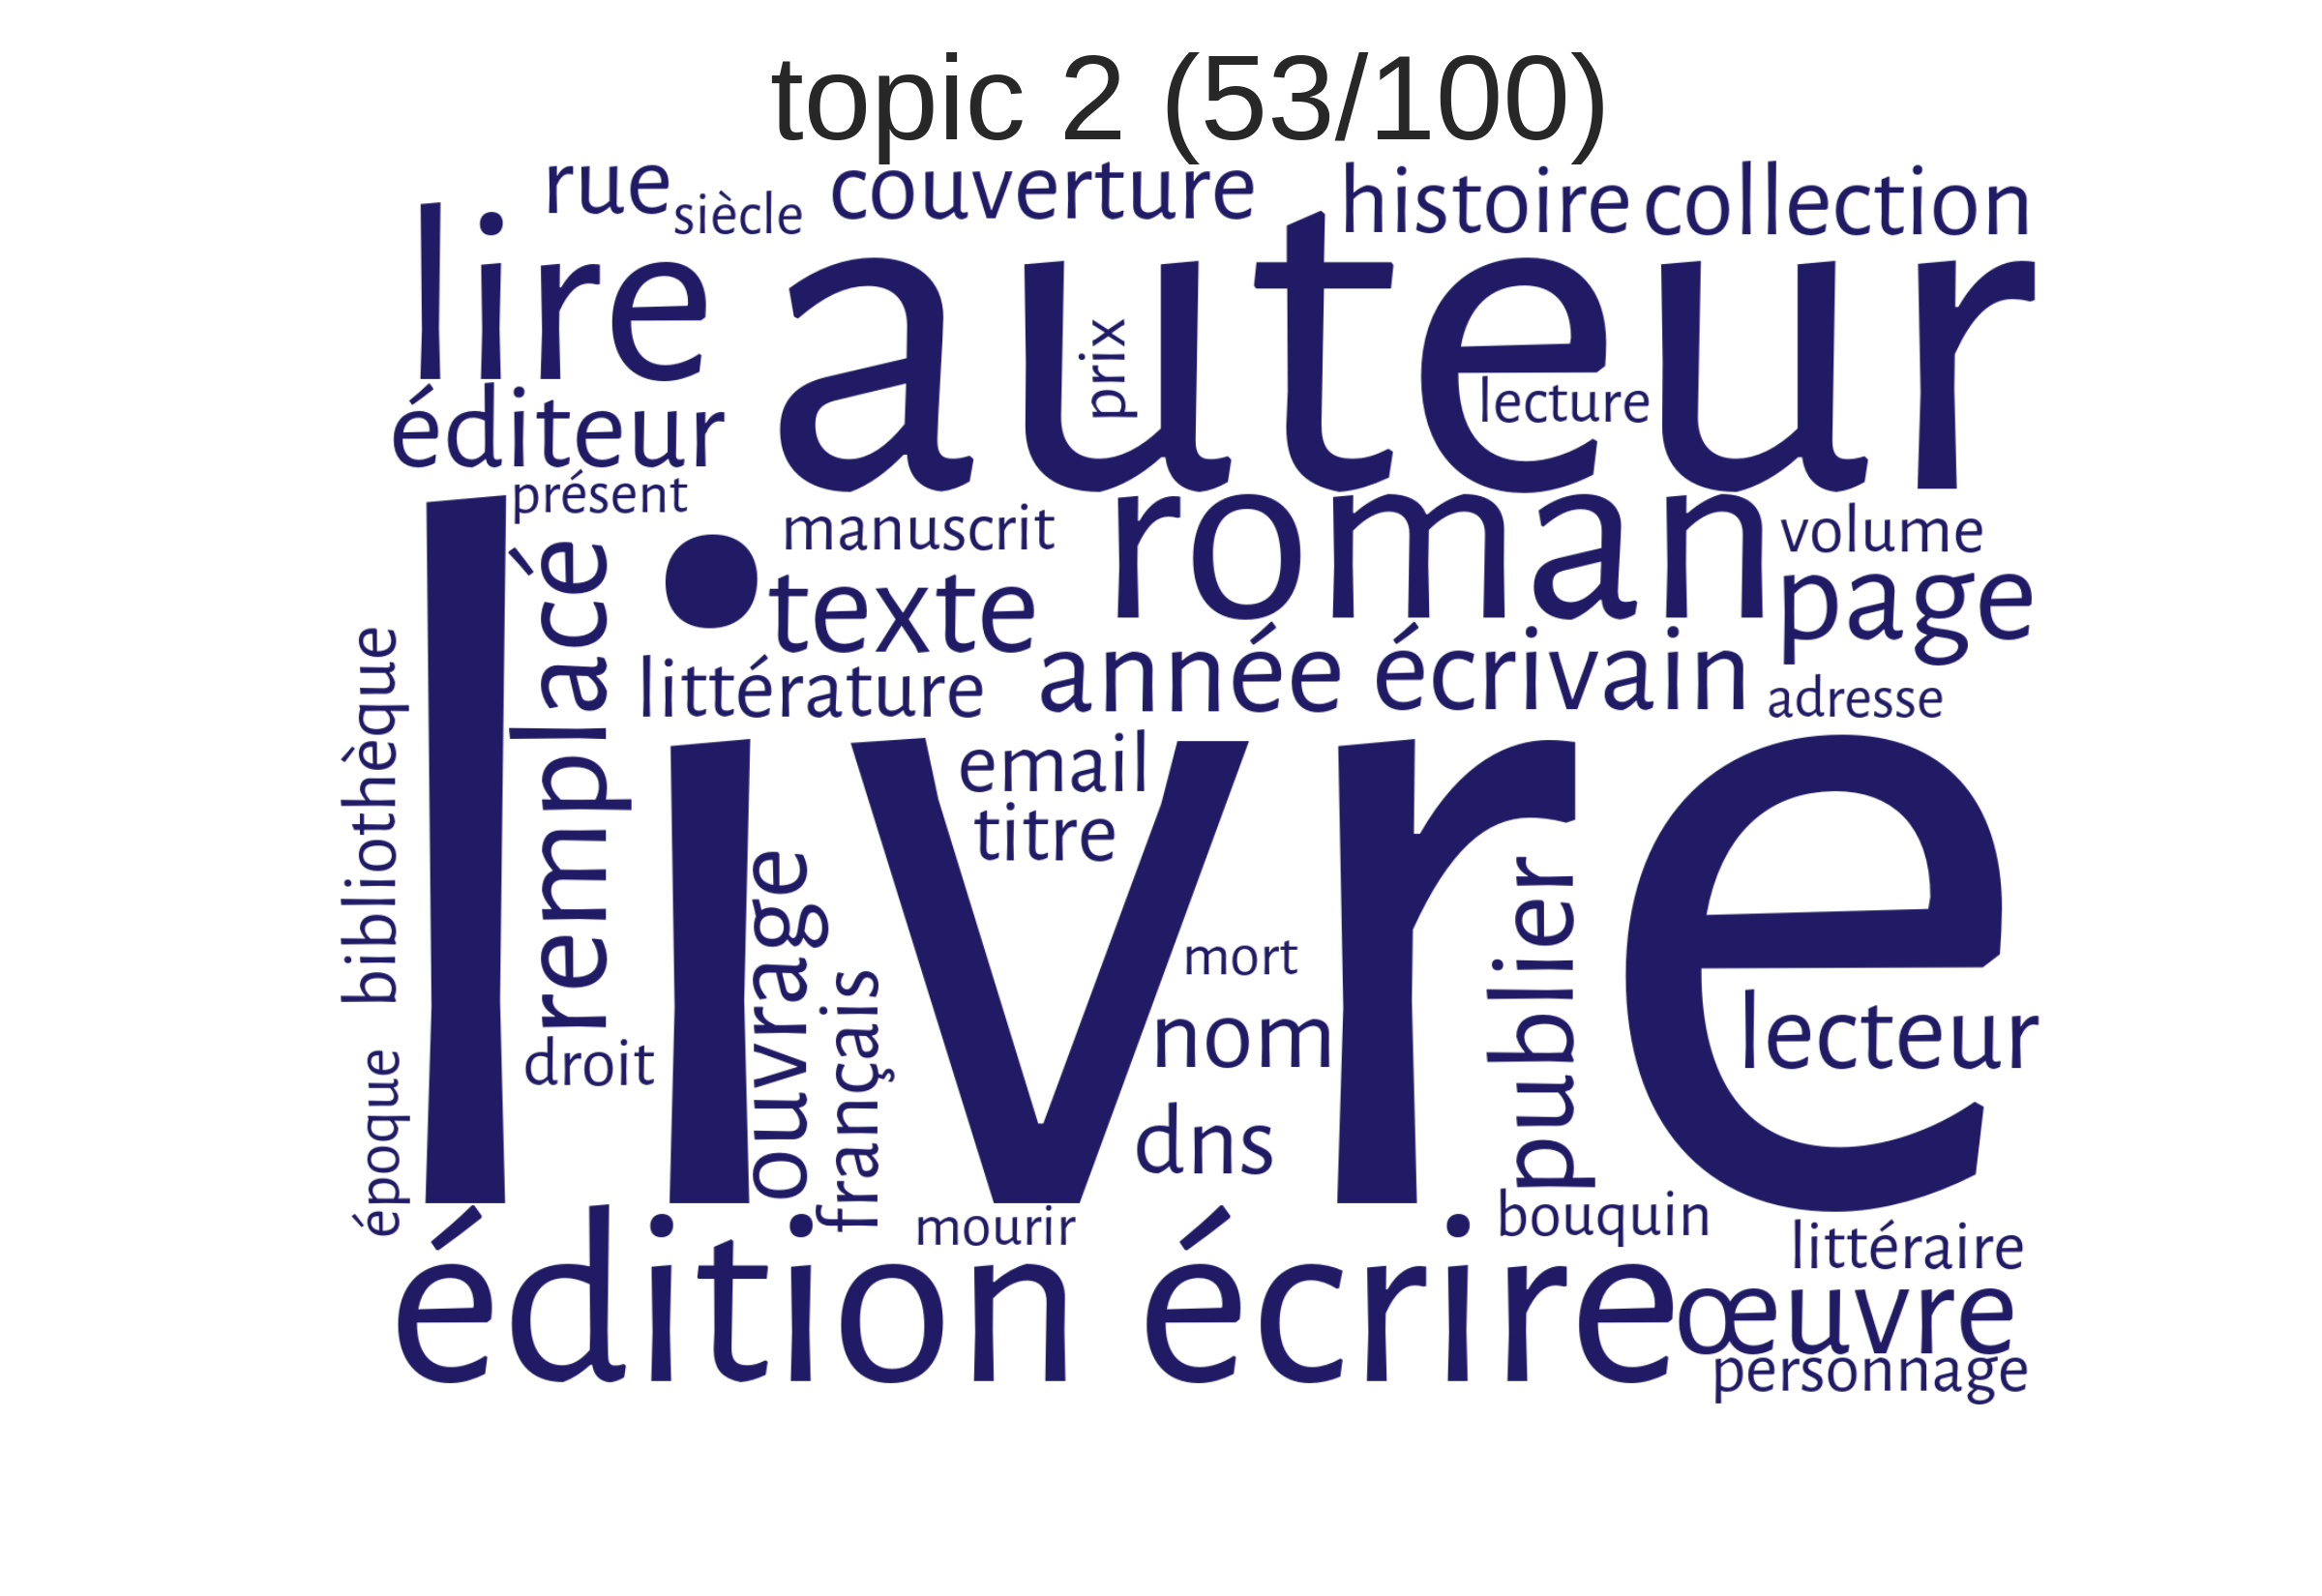 topic 2 (53/100)
rue siècle couverture histoire collection
lire auteur
prix
lecture
éditeur
présent
manuscrit roman volume
remplacé
texte page
bibliothèque
littérature année écrivain adresse
livre
email
titre
ouvrage
publier
mort
français
nom lecteur
droit
époque
dns
mourir bouquin
édition écrire littéraire
œuvre
personnage